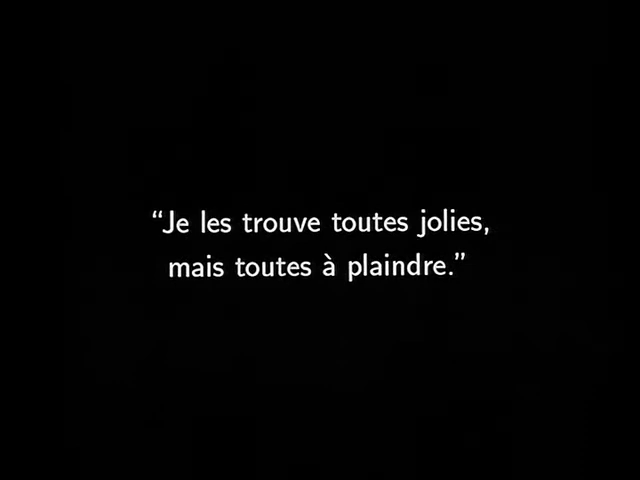 “Je les trouve toutes jolies,
mais toutes à plaindre.”